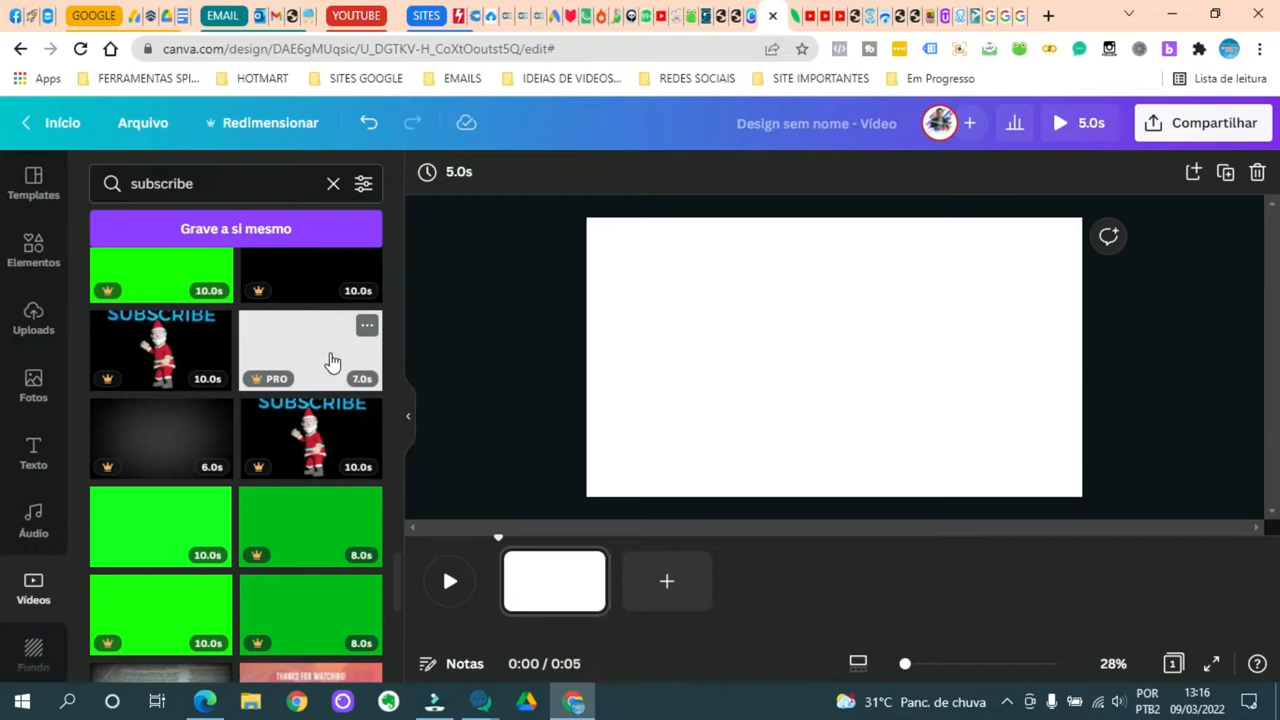 GOOGLE EMAIL YOUTUBE SITES
canva.com/design/DAE6gMUqsic/U_DGTKV-H_CoXtOoutst5Q/edit#
Apps FERRAMENTAS SPI... HOTMART SITES GOOGLE EMAILS IDEIAS DE VIDEOS... REDES SOCIAIS SITE IMPORTANTES Em Progresso Lista de leitura
Início Arquivo Redimensionar Design sem nome - Vídeo + 5.0s Compartilhar
Templates
Elementos
Uploads
Fotos
Texto
Áudio
Vídeos
Fundo
subscribe
Grave a si mesmo
10.0s 10.0s
SUBSCRIBE
10.0s PRO 7.0s
SUBSCRIBE
6.0s 10.0s
10.0s 8.0s
10.0s 8.0s
THANKS FOR WATCHING!
5.0s
Notas 0:00 / 0:05 28% 1
31°C Panc. de chuva
POR
PTB2
13:16
09/03/2022